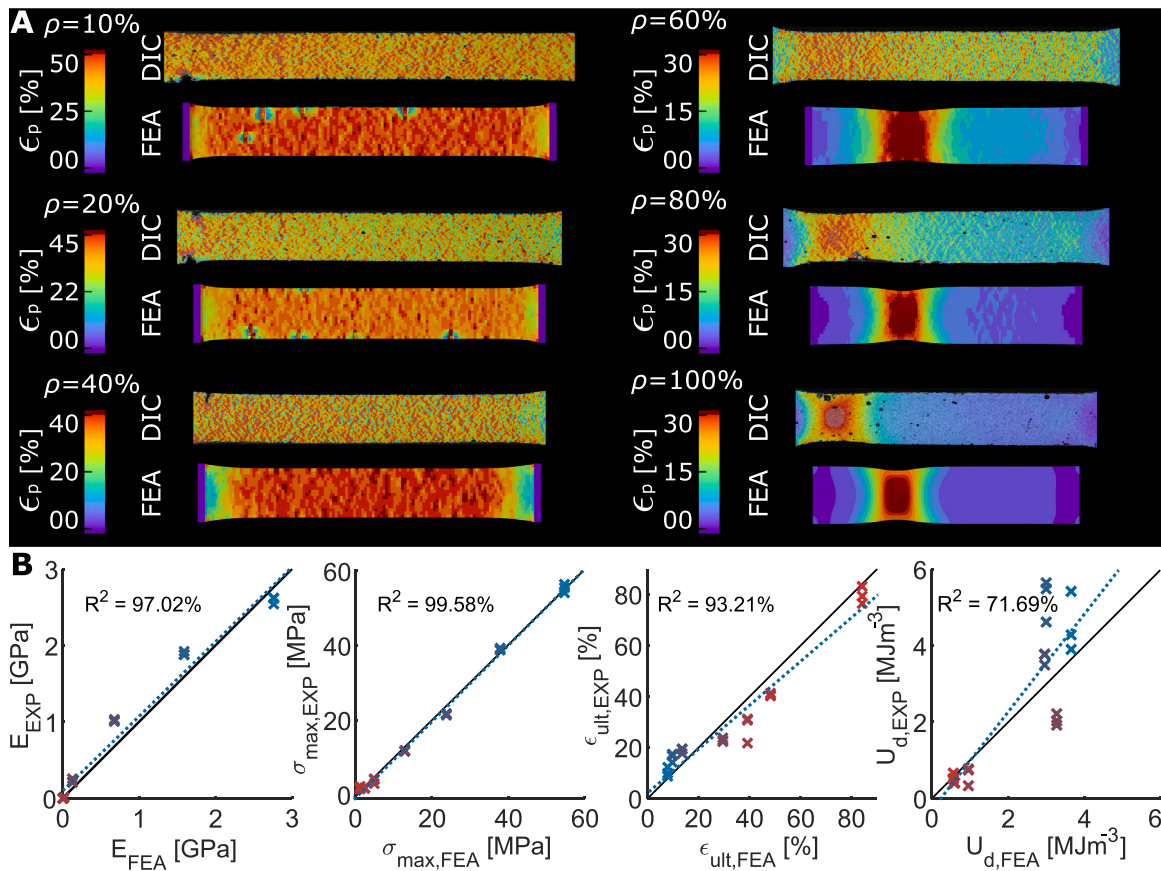 A
ρ=10%
50
25
00
ϵp [%]
DIC
FEA
ρ=60%
30
15
00
ϵp [%]
DIC
FEA
ρ=20%
45
22
00
ϵp [%]
DIC
FEA
ρ=80%
30
15
00
ϵp [%]
DIC
FEA
ρ=40%
40
20
00
ϵp [%]
DIC
FEA
ρ=100%
30
15
00
ϵp [%]
DIC
FEA
B
R² = 97.02%
3
2
1
0
E_EXP [GPa]
0 1 2 3
E_FEA [GPa]
R² = 99.58%
60
40
20
0
σ_max,EXP [MPa]
0 20 40 60
σ_max,FEA [MPa]
R² = 93.21%
80
60
40
20
0
ϵ_ult,EXP [%]
0 20 40 60 80
ϵ_ult,FEA [%]
R² = 71.69%
6
4
2
0
U_d,EXP [MJm⁻³]
0 2 4 6
U_d,FEA [MJm⁻³]